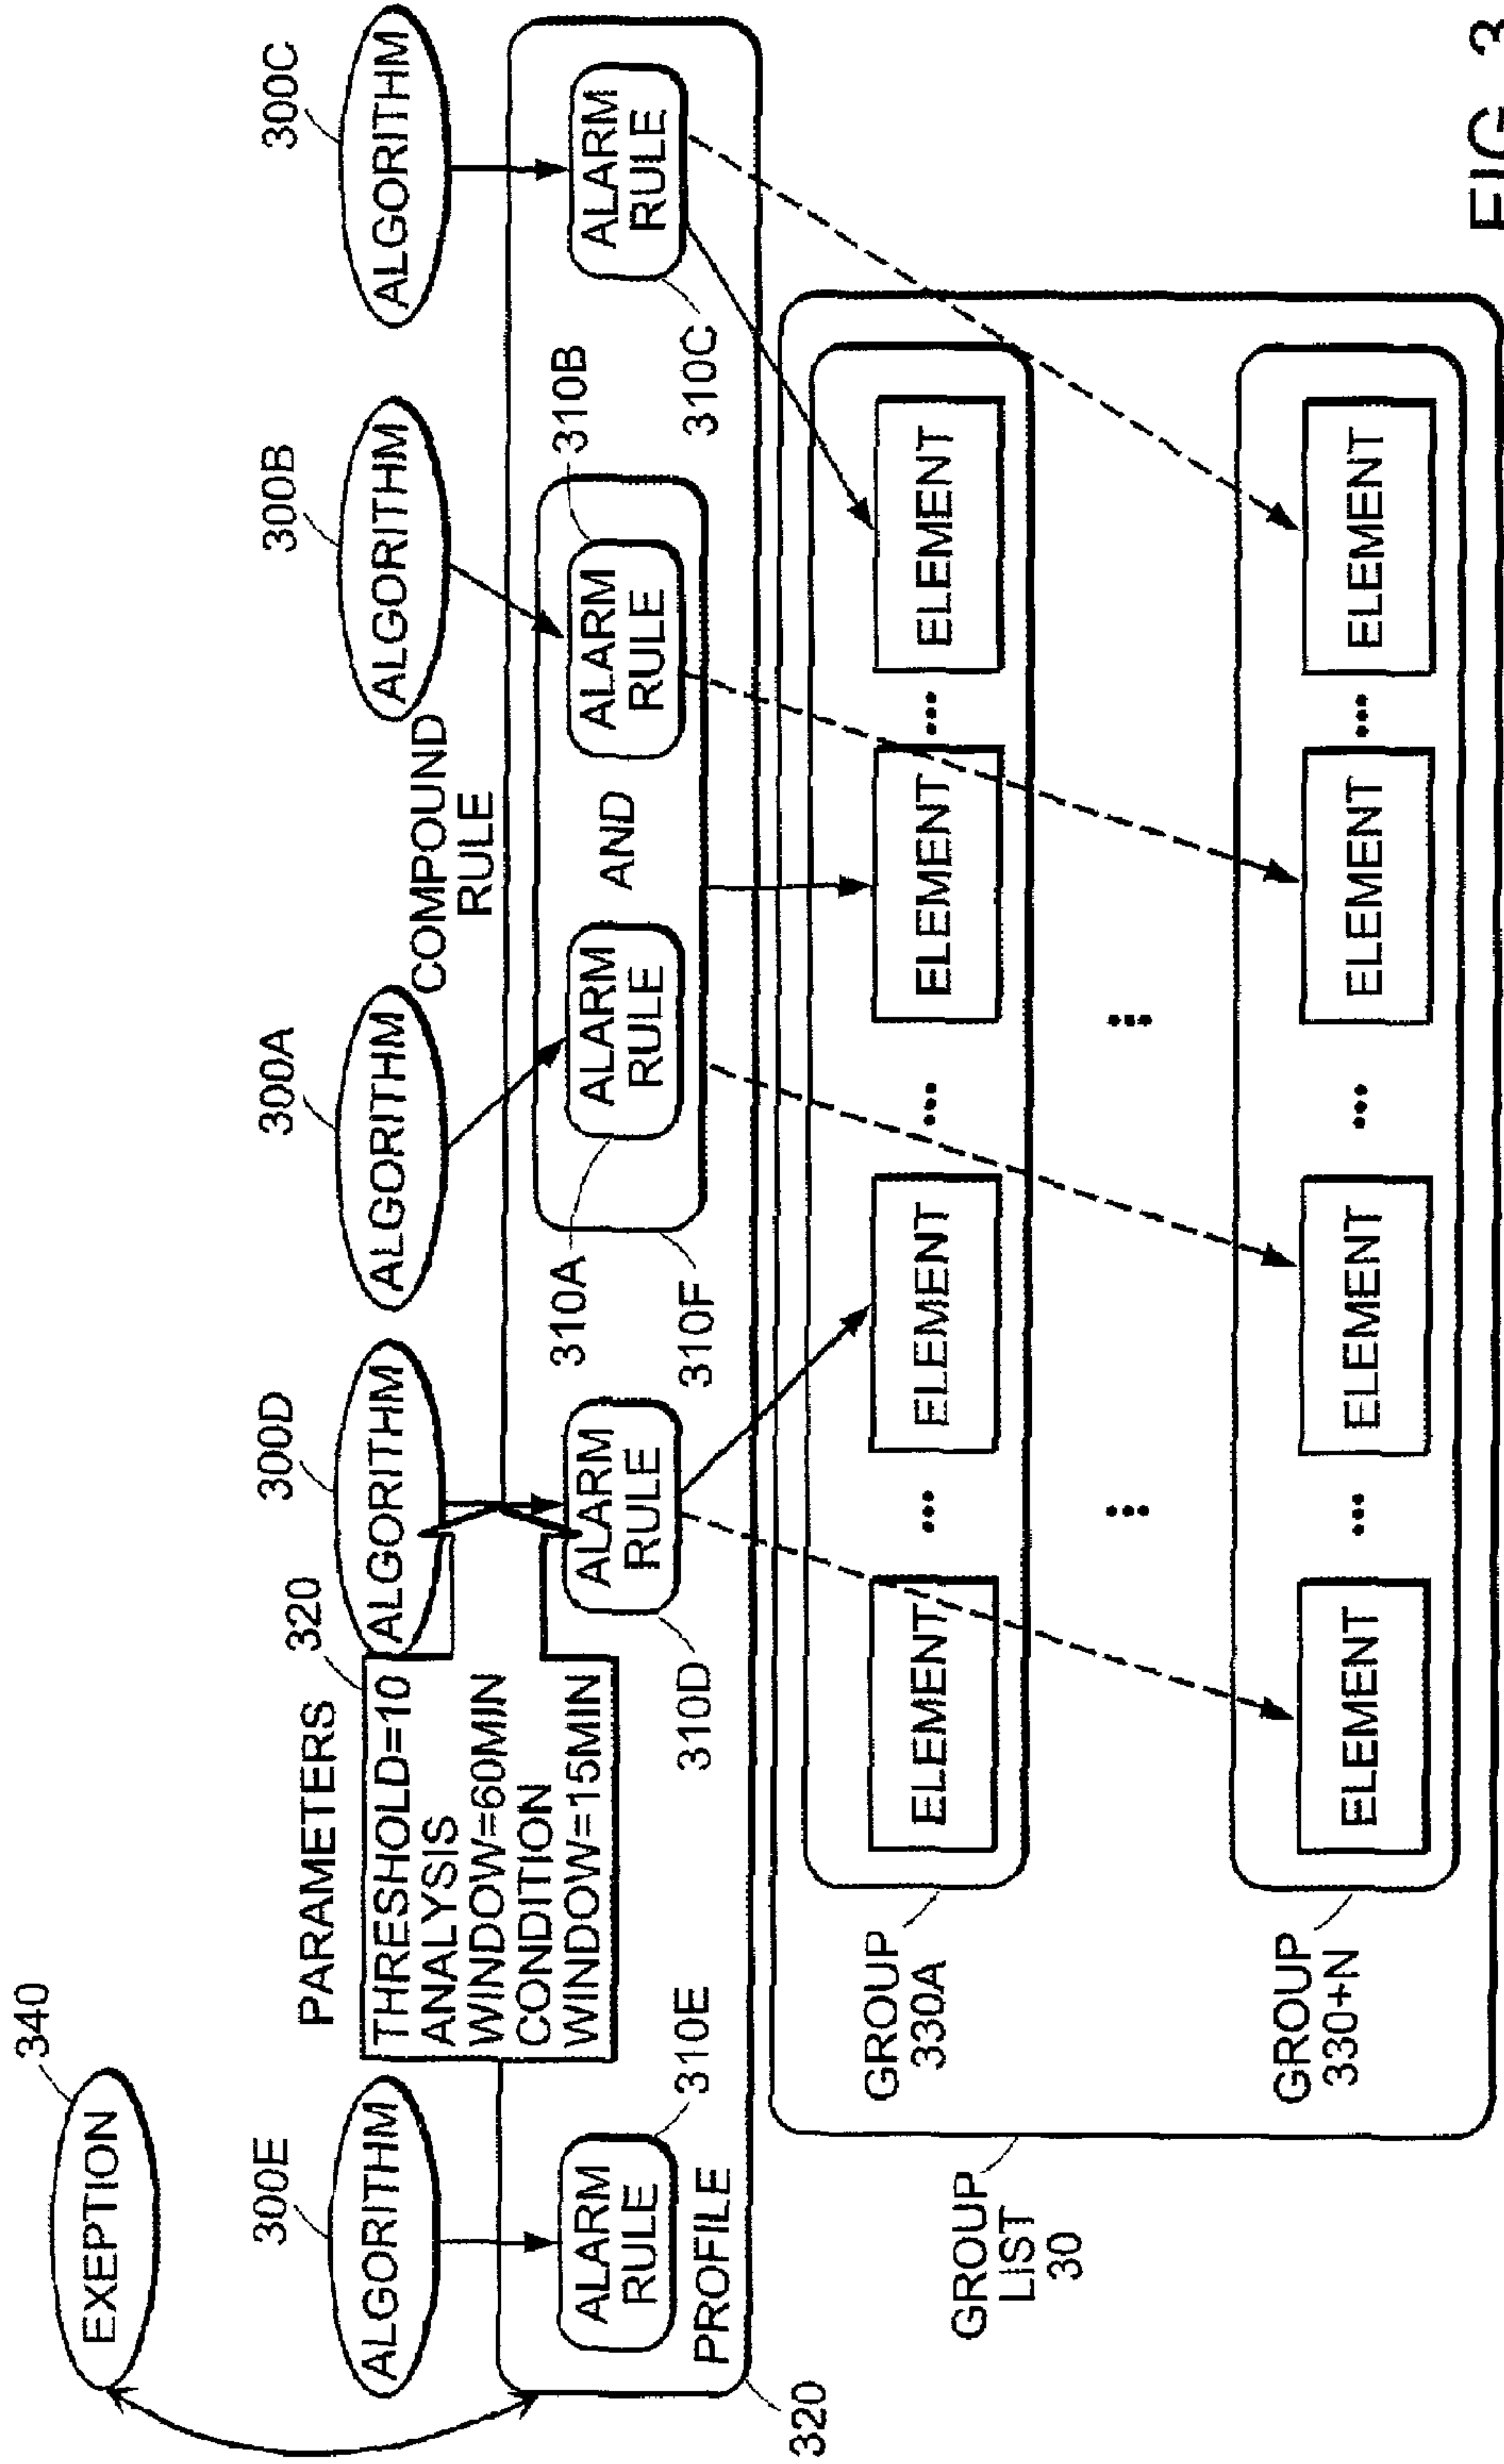 340
EXEPTION
300E
ALGORITHM
PARAMETERS
320
THRESHOLD=10
ANALYSIS
WINDOW=60MIN
CONDITION
WINDOW=15MIN
300D
ALGORITHM
300A
ALGORITHM
COMPOUND
RULE
300B
ALGORITHM
300C
ALGORITHM
ALARM
RULE
310E
PROFILE
320
ALARM
RULE
310D
310A
ALARM
RULE
AND
ALARM
RULE
310B
310F
ALARM
RULE
310C
GROUP
330A
ELEMENT
...
ELEMENT
...
ELEMENT
...
ELEMENT
...
...
GROUP
LIST
30
GROUP
330+N
ELEMENT
...
ELEMENT
...
ELEMENT
...
ELEMENT
FIG. 3